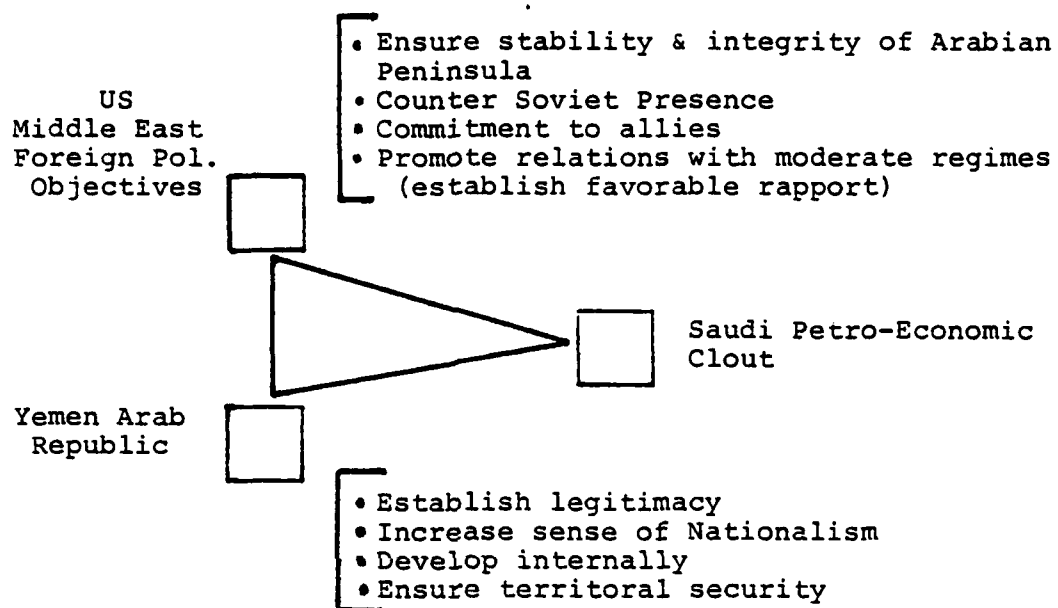 • Ensure stability & integrity of Arabian
Peninsula
• Counter Soviet Presence
• Commitment to allies
• Promote relations with moderate regimes
(establish favorable rapport)
US
Middle East
Foreign Pol.
Objectives
Saudi Petro-Economic
Clout
Yemen Arab
Republic
• Establish legitimacy
• Increase sense of Nationalism
• Develop internally
• Ensure territoral security